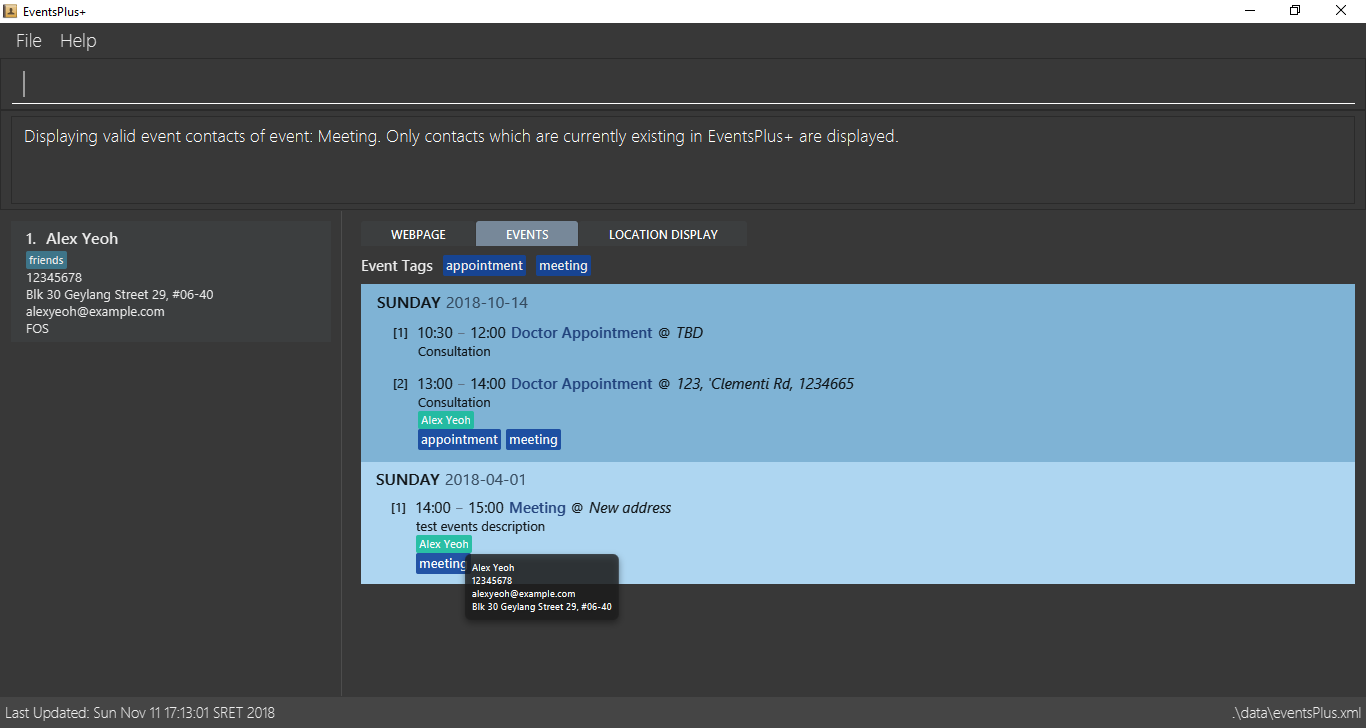 EventsPlus+
File Help
Displaying valid event contacts of event: Meeting. Only contacts which are currently existing in EventsPlus+ are displayed.
1. Alex Yeoh
friends
12345678
Blk 30 Geylang Street 29, #06-40
alexyeoh@example.com
FOS
WEBPAGE EVENTS LOCATION DISPLAY
Event Tags appointment meeting
SUNDAY 2018-10-14
[1] 10:30 – 12:00 Doctor Appointment @ TBD
Consultation
[2] 13:00 – 14:00 Doctor Appointment @ 123, 'Clementi Rd, 1234665
Consultation
Alex Yeoh
appointment meeting
SUNDAY 2018-04-01
[1] 14:00 – 15:00 Meeting @ New address
test events description
Alex Yeoh
meeting
Alex Yeoh
12345678
alexyeoh@example.com
Blk 30 Geylang Street 29, #06-40
Last Updated: Sun Nov 11 17:13:01 SRET 2018 .\data\eventsPlus.xml